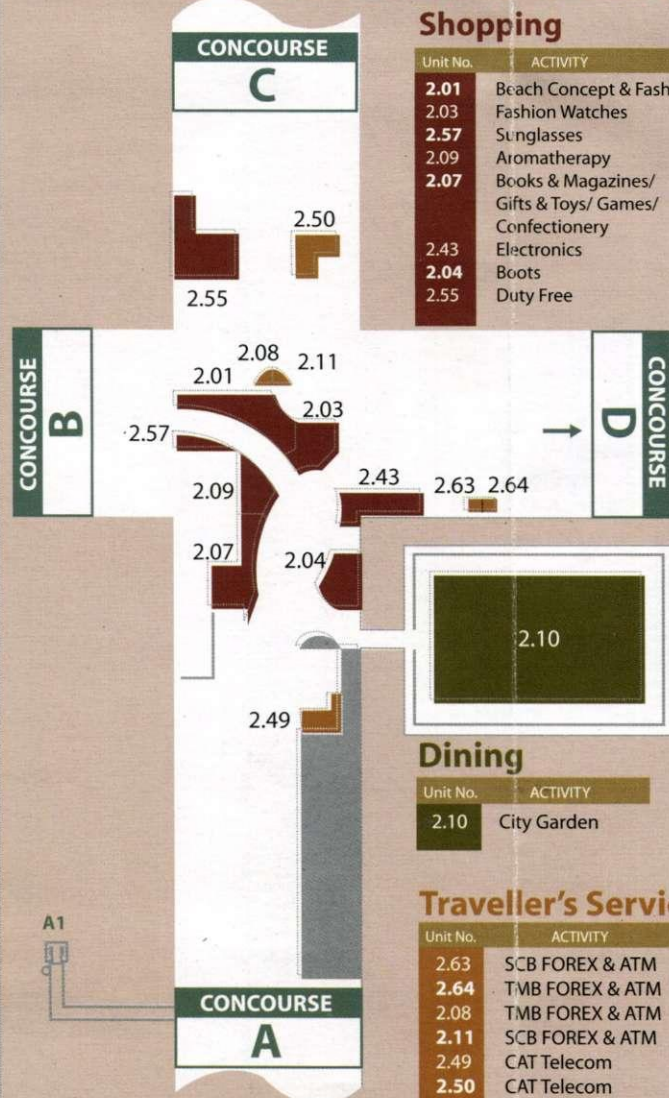 CONCOURSE
C
2.50
2.55
CONCOURSE
B
2.08
2.11
2.01
2.03
2.57
D
CONCOURSE
2.43
2.63
2.64
2.09
2.07
2.04
2.10
2.49
A1
CONCOURSE
A
Shopping
Unit No. ACTIVITY
2.01 Beach Concept & Fash
2.03 Fashion Watches
2.57 Sunglasses
2.09 Aromatherapy
2.07 Books & Magazines/
Gifts & Toys/ Games/
Confectionery
2.43 Electronics
2.04 Boots
2.55 Duty Free
Dining
Unit No. ACTIVITY
2.10 City Garden
Traveller's Servi
Unit No. ACTIVITY
2.63 SCB FOREX & ATM
2.64 TMB FOREX & ATM
2.08 TMB FOREX & ATM
2.11 SCB FOREX & ATM
2.49 CAT Telecom
2.50 CAT Telecom